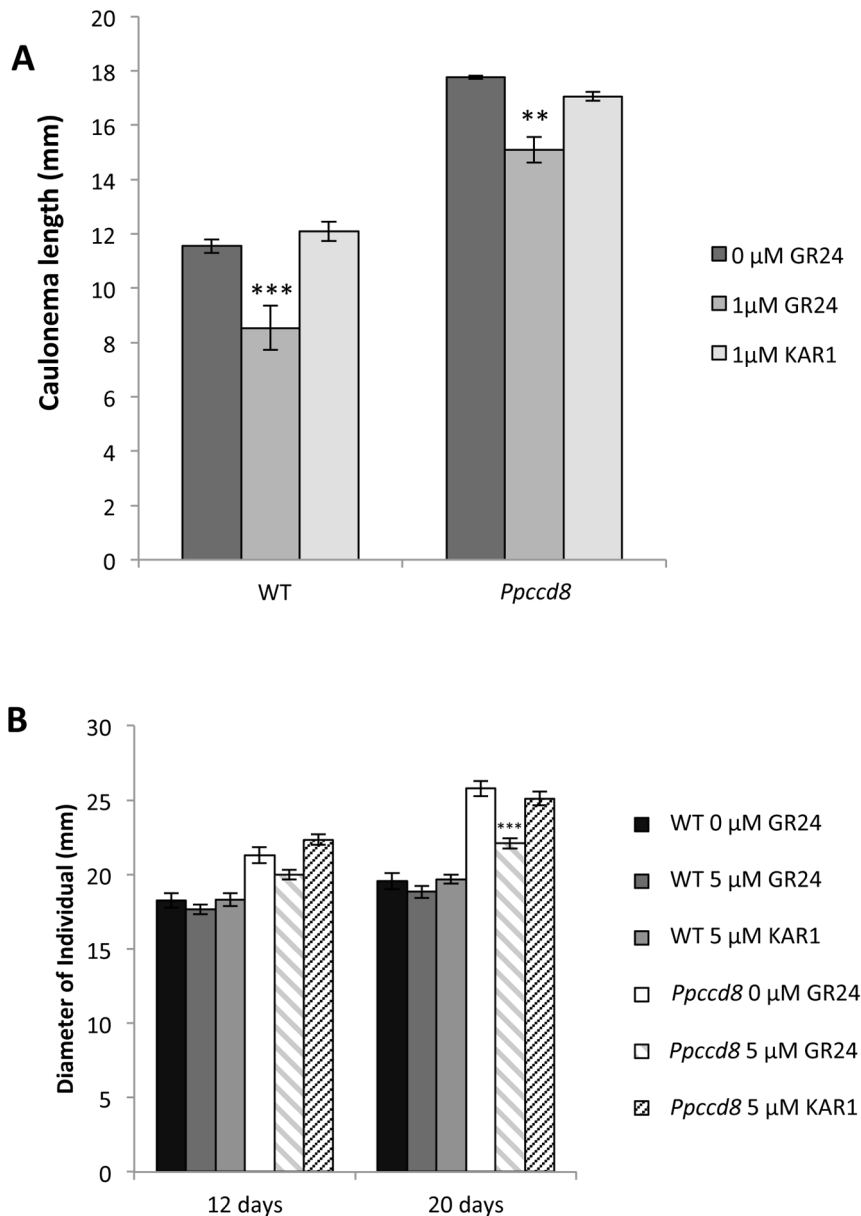 A
Caulonema length (mm)
20
18
16
14
12
10
8
6
4
2
0
***
**
WT
Ppccd8
0 µM GR24
1µM GR24
1µM KAR1
B
Diameter of Individual (mm)
30
25
20
15
10
5
0
***
12 days
20 days
WT 0 µM GR24
WT 5 µM GR24
WT 5 µM KAR1
Ppccd8 0 µM GR24
Ppccd8 5 µM GR24
Ppccd8 5 µM KAR1